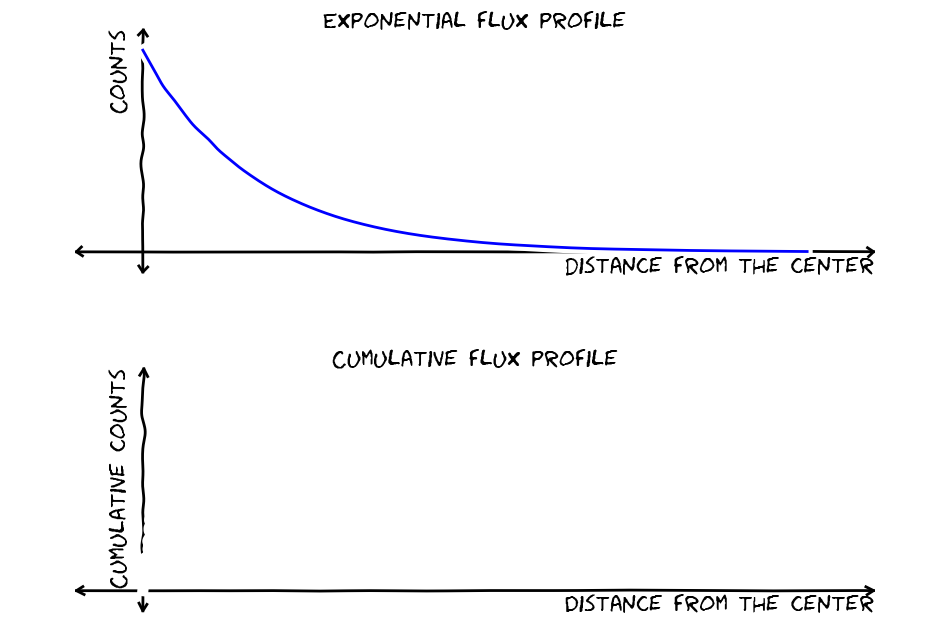 EXPONENTIAL FLUX PROFILE
COUNTS
DISTANCE FROM THE CENTER
CUMULATIVE FLUX PROFILE
CUMULATIVE COUNTS
DISTANCE FROM THE CENTER